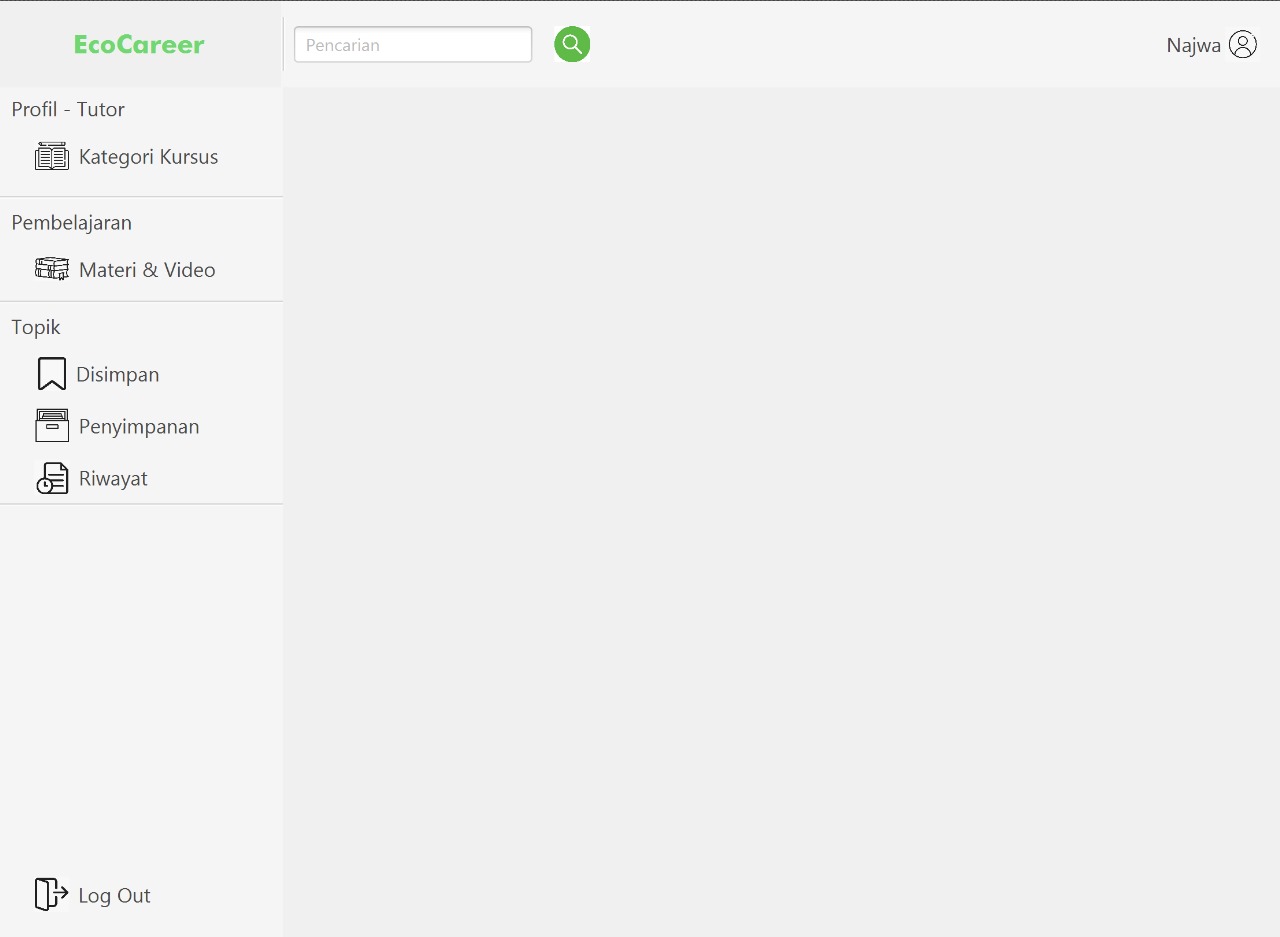 EcoCareer
Pencarian
Najwa
Profil - Tutor
Kategori Kursus
Pembelajaran
Materi & Video
Topik
Disimpan
Penyimpanan
Riwayat
Log Out